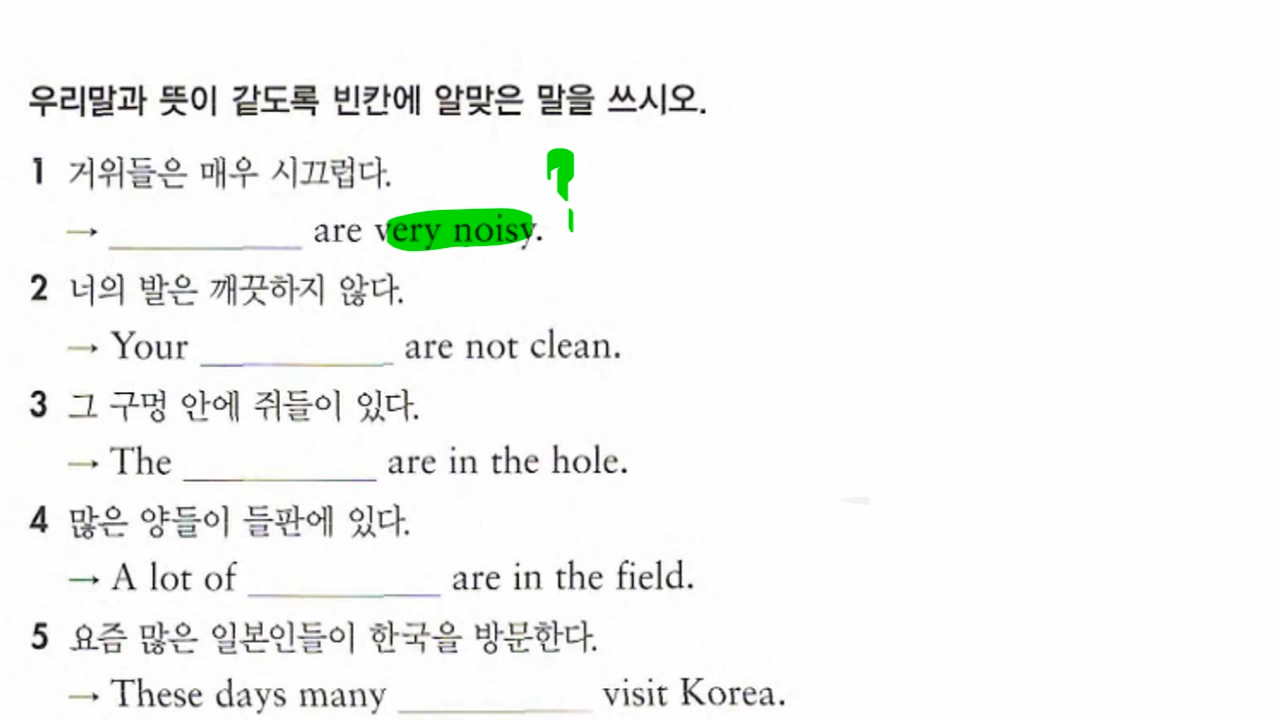 우리말과 뜻이 같도록 빈칸에 알맞은 말을 쓰시오.
1 거위들은 매우 시끄럽다.
→ __________ are very noisy.
2 너의 발은 깨끗하지 않다.
→ Your __________ are not clean.
3 그 구멍 안에 쥐들이 있다.
→ The __________ are in the hole.
4 많은 양들이 들판에 있다.
→ A lot of __________ are in the field.
5 요즘 많은 일본인들이 한국을 방문한다.
→ These days many __________ visit Korea.